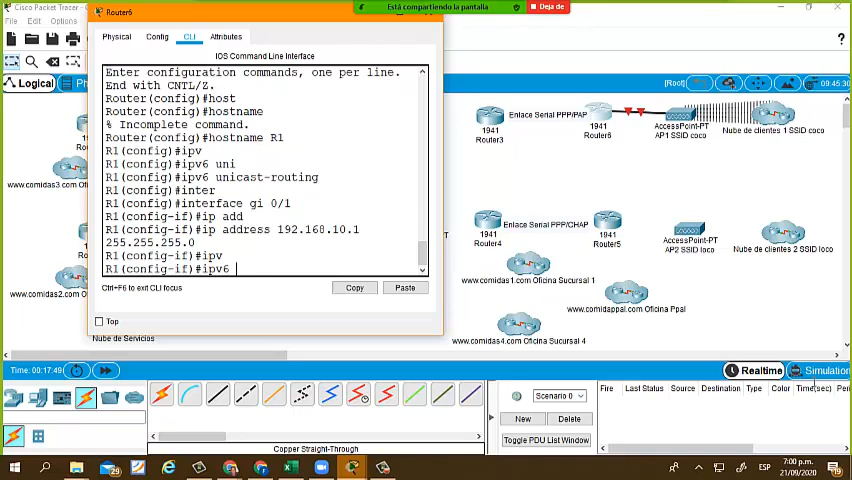 Cisco Packet Tracer -
File Edit Options
Router6
Está compartiendo la pantalla
Deja de
Physical Config CLI Attributes
IOS Command Line Interface
Enter configuration commands, one per line.
End with CNTL/Z.
Router(config)#host
Router(config)#hostname
% Incomplete command.
Router(config)#hostname R1
R1(config)#ipv
R1(config)#ipv6 uni
R1(config)#ipv6 unicast-routing
R1(config)#inter
R1(config)#interface gi 0/1
R1(config-if)#ip add
R1(config-if)#ip address 192.168.10.1
255.255.255.0
R1(config-if)#ipv
R1(config-if)#ipv6
Ctrl+F6 to exit CLI focus
Copy
Paste
Top
Logical
Ph
[Root]
09:45:30
www.comidas3.com
www.comidas2.com
Nube de Servicios
1941
Router3
Enlace Serial PPP/PAP
1941
Router6
AccessPoint-PT
AP1 SSID coco
Nube de clientes 1 SSID coco
1941
Router4
Enlace Serial PPP/CHAP
1941
Router5
AccessPoint-PT
AP2 SSID loco
Nube de clientes 2 SSID loco
www.comidas1.com Oficina Sucursal 1
www.comidappal.com Oficina Ppal
www.comidas4.com Oficina Sucursal 4
Time: 00:17:49
Realtime
Simulation
Scenario 0
New
Delete
Toggle PDU List Window
Fire Last Status Source Destination Type Color Time(sec) Peri
Copper Straight-Through
ESP
7:00 p.m.
21/09/2020
19